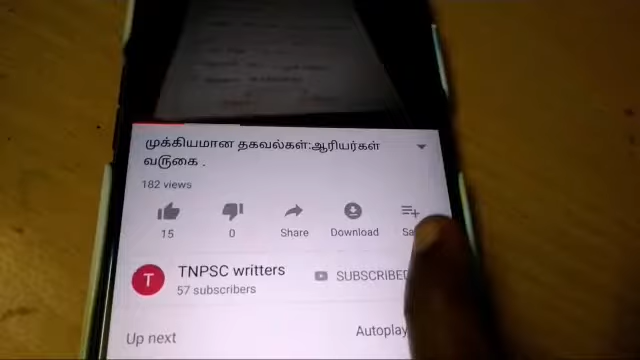 முக்கியமான தகவல்கள்:ஆரியர்கள்
வருகை .
182 views
15
0
Share
Download
TNPSC writters
57 subscribers
SUBSCRIBED
T
Up next
Autoplay